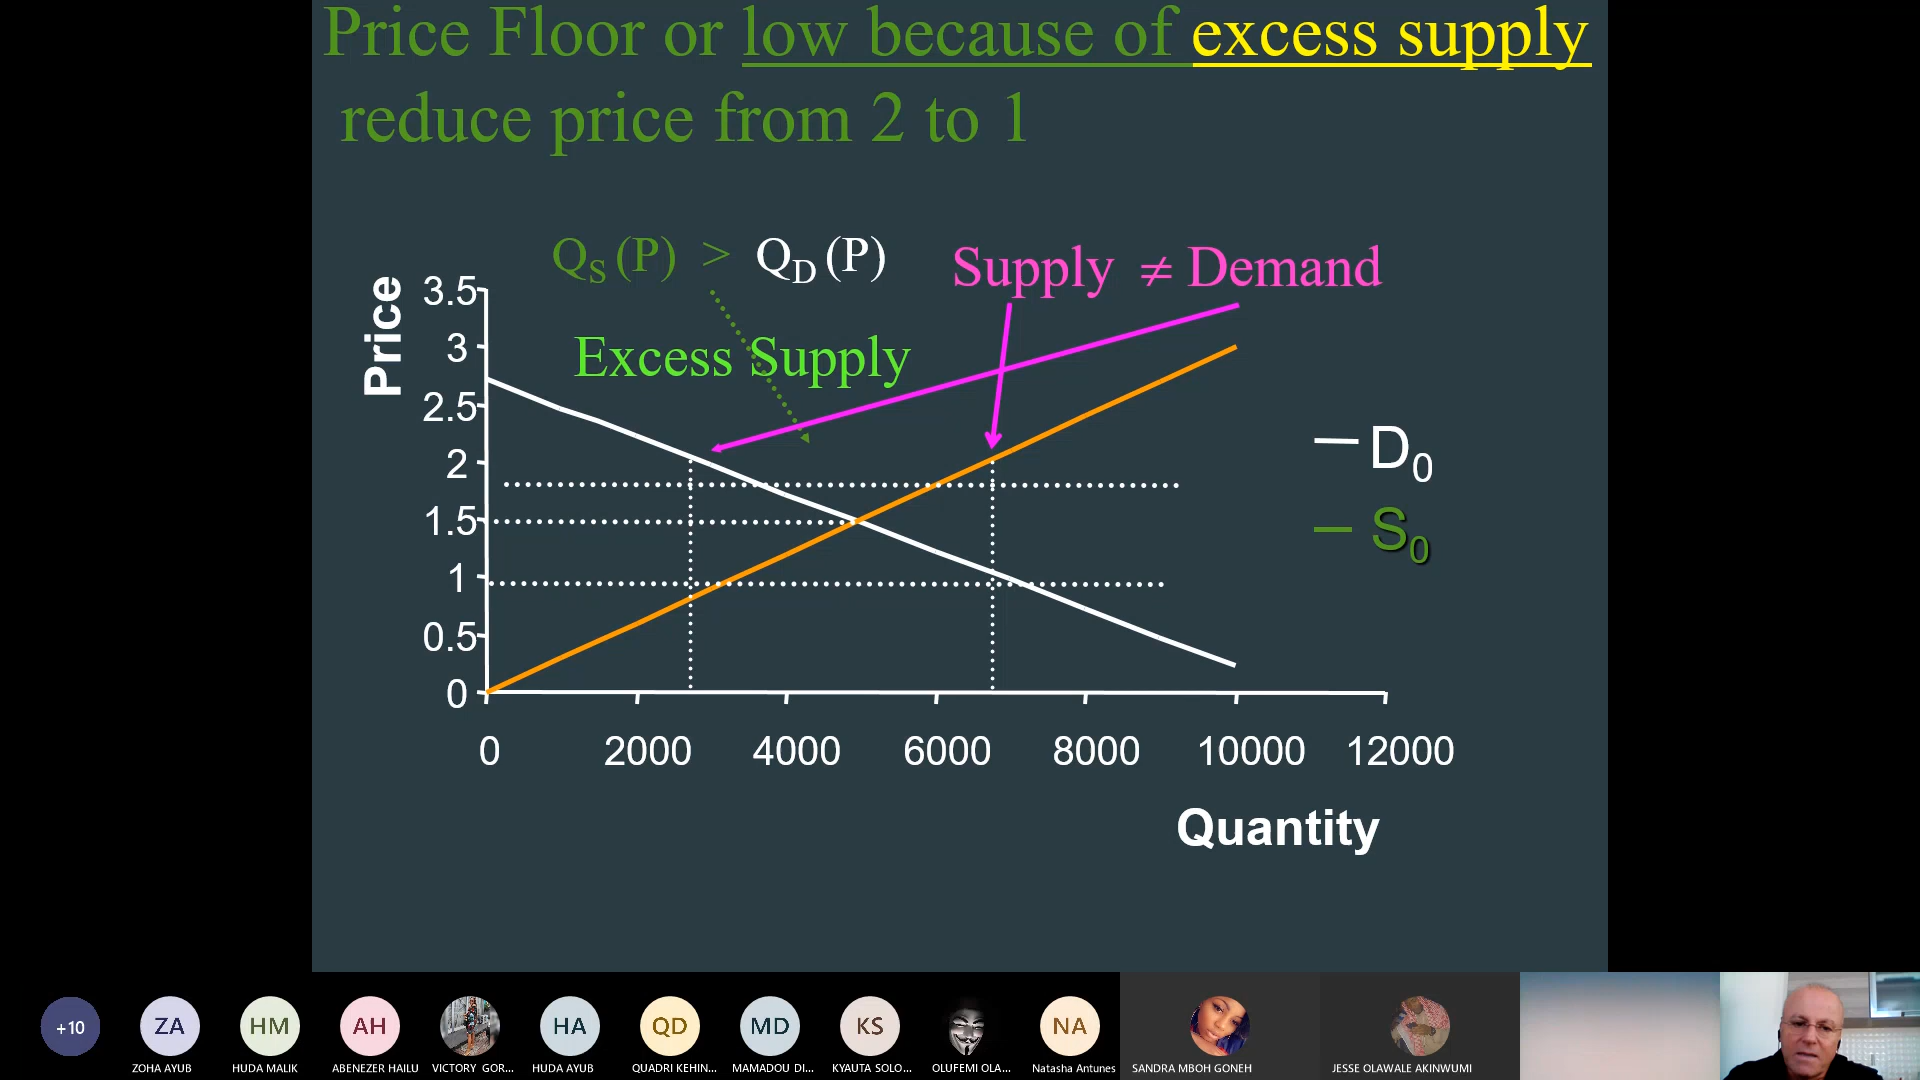 Price Floor or low because of excess supply
reduce price from 2 to 1
QS (P) > QD (P)
Supply ≠ Demand
Excess Supply
Price
3.5
3
2.5
2
1.5
1
0.5
0
D0
S0
0 2000 4000 6000 8000 10000 12000
Quantity
+10
ZA
HM
AH
HA
QD
MD
KS
NA
ZOHA AYUB
HUDA MALIK
ABENEZER HAILU
VICTORY GOR...
HUDA AYUB
QUADRI KEHIN...
MAMADOU DI...
KYAUTA SOLO...
OLUFEMI OLA...
Natasha Antunes
SANDRA MBOH GONEH
JESSE OLAWALE AKINWUMI